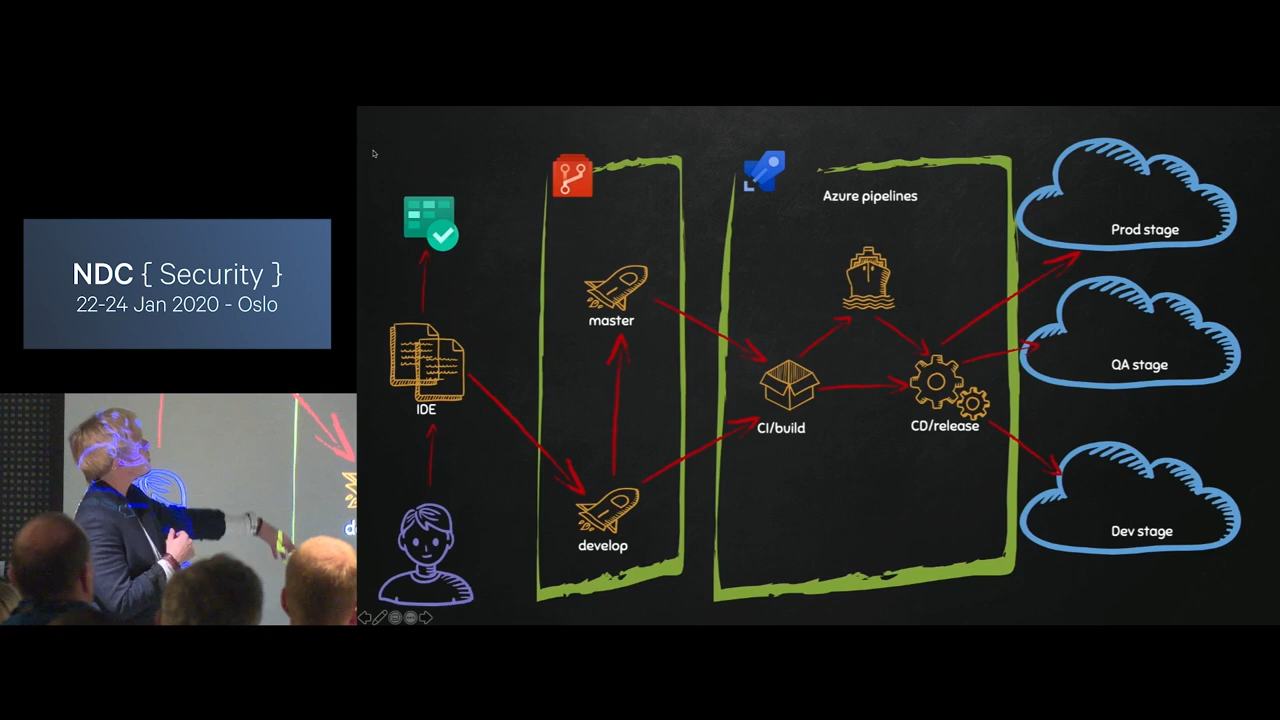 NDC { Security }
22-24 Jan 2020 - Oslo
Azure pipelines
Prod stage
master
QA stage
IDE
CI/build
CD/release
develop
Dev stage